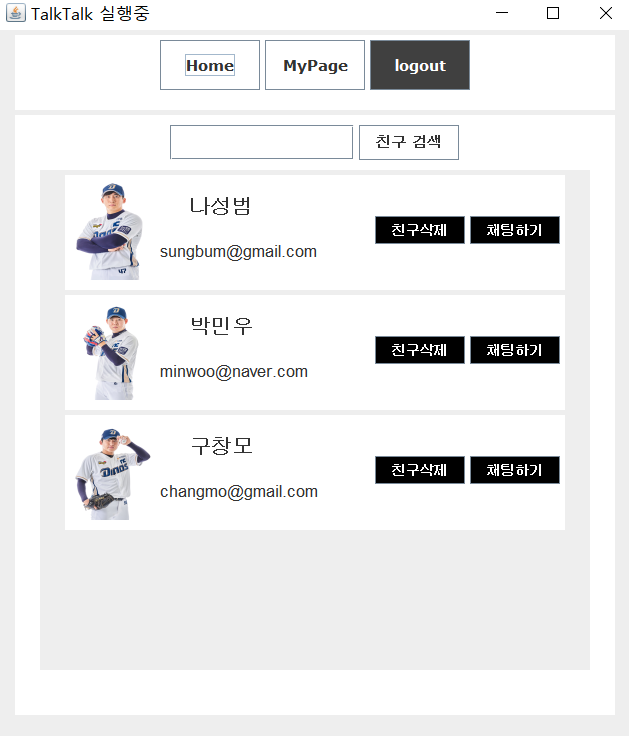 TalkTalk 실행중
Home MyPage logout
친구 검색
나성범
sungbum@gmail.com
친구삭제 채팅하기
박민우
minwoo@naver.com
친구삭제 채팅하기
구창모
changmo@gmail.com
친구삭제 채팅하기